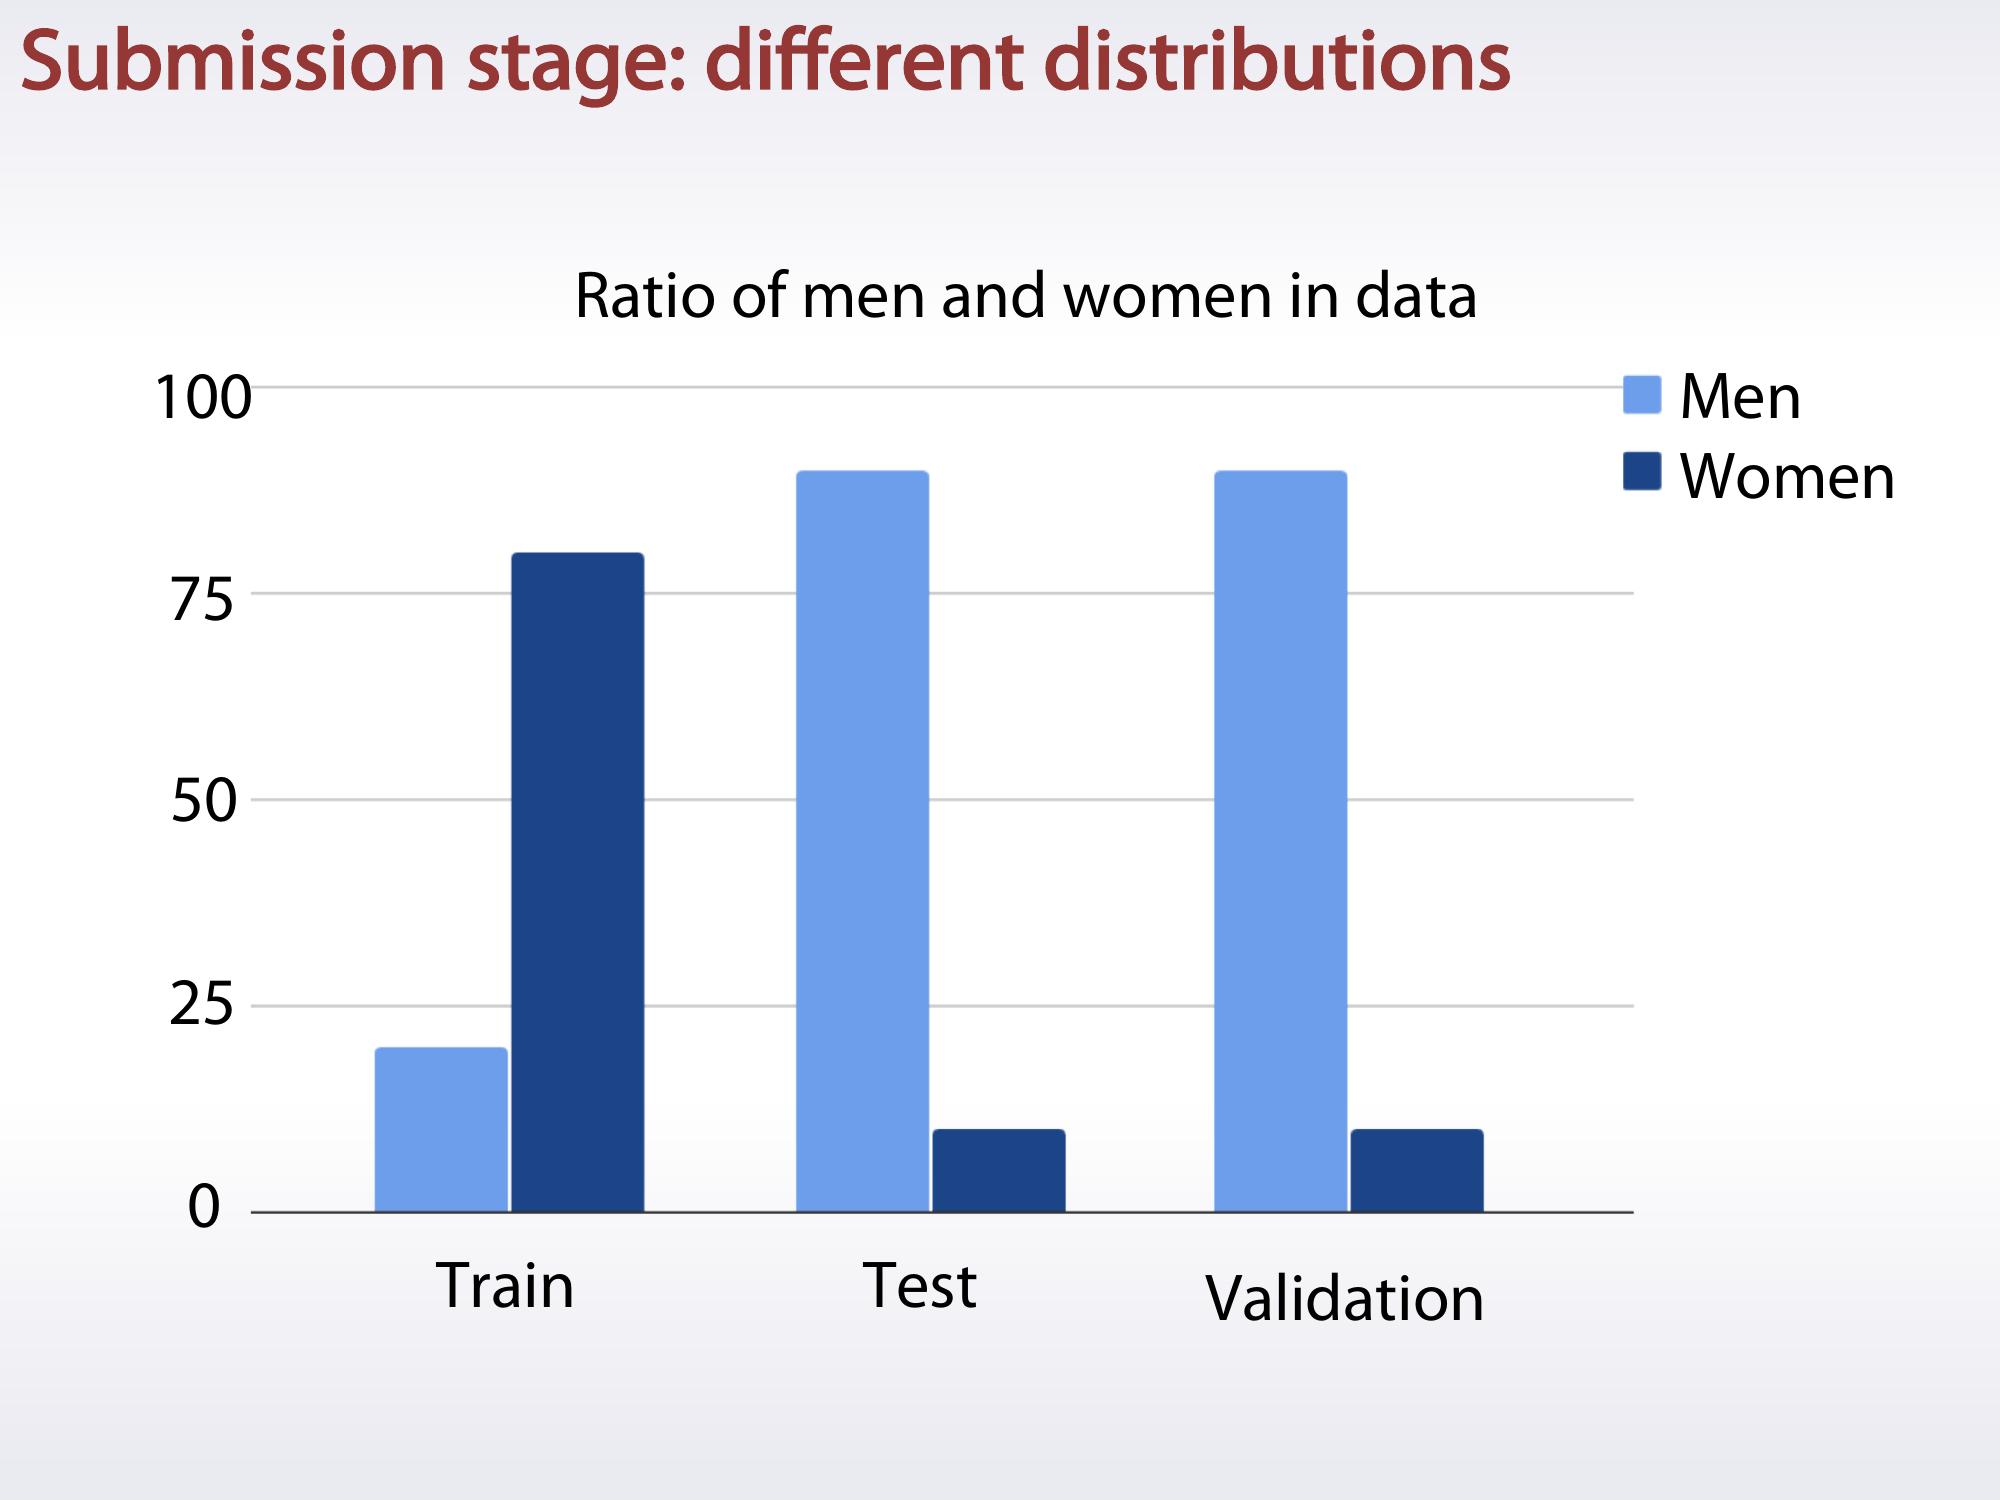 Submission stage: different distributions
Ratio of men and women in data
100
75
50
25
0
Men
Women
Train
Test
Validation